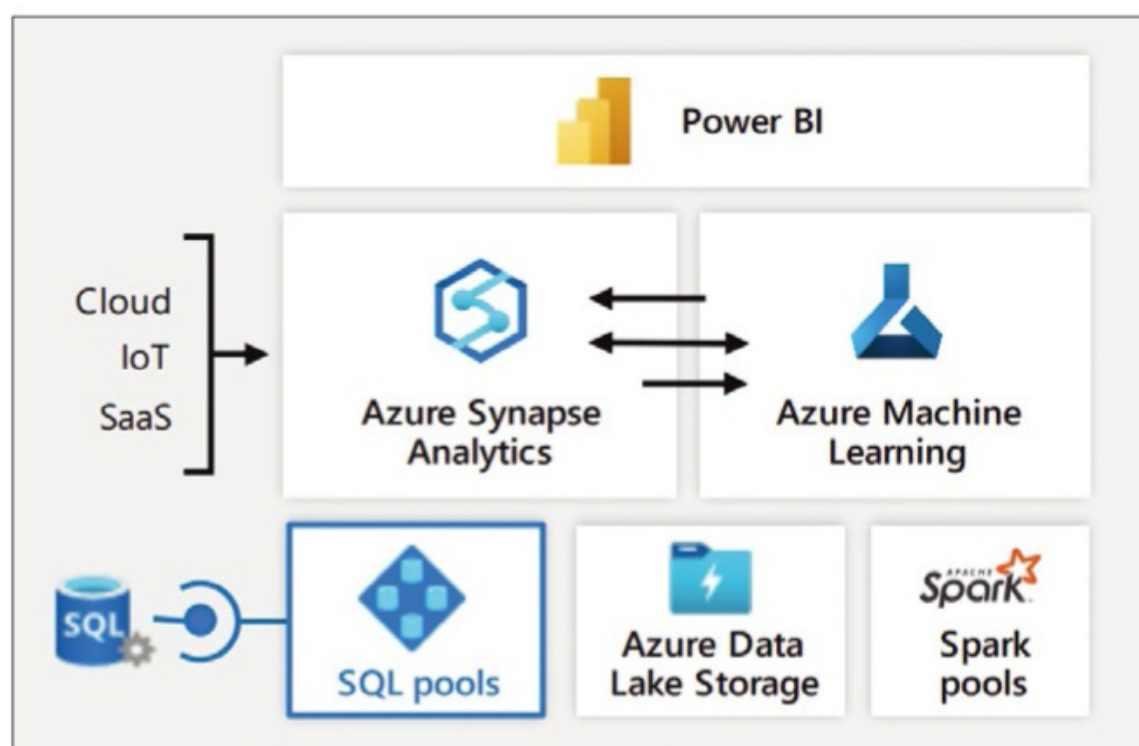 Power BI
Cloud
IoT
SaaS
Azure Synapse
Analytics
Azure Machine
Learning
SQL
SQL pools
Azure Data
Lake Storage
APACHE
Spark
Spark
pools